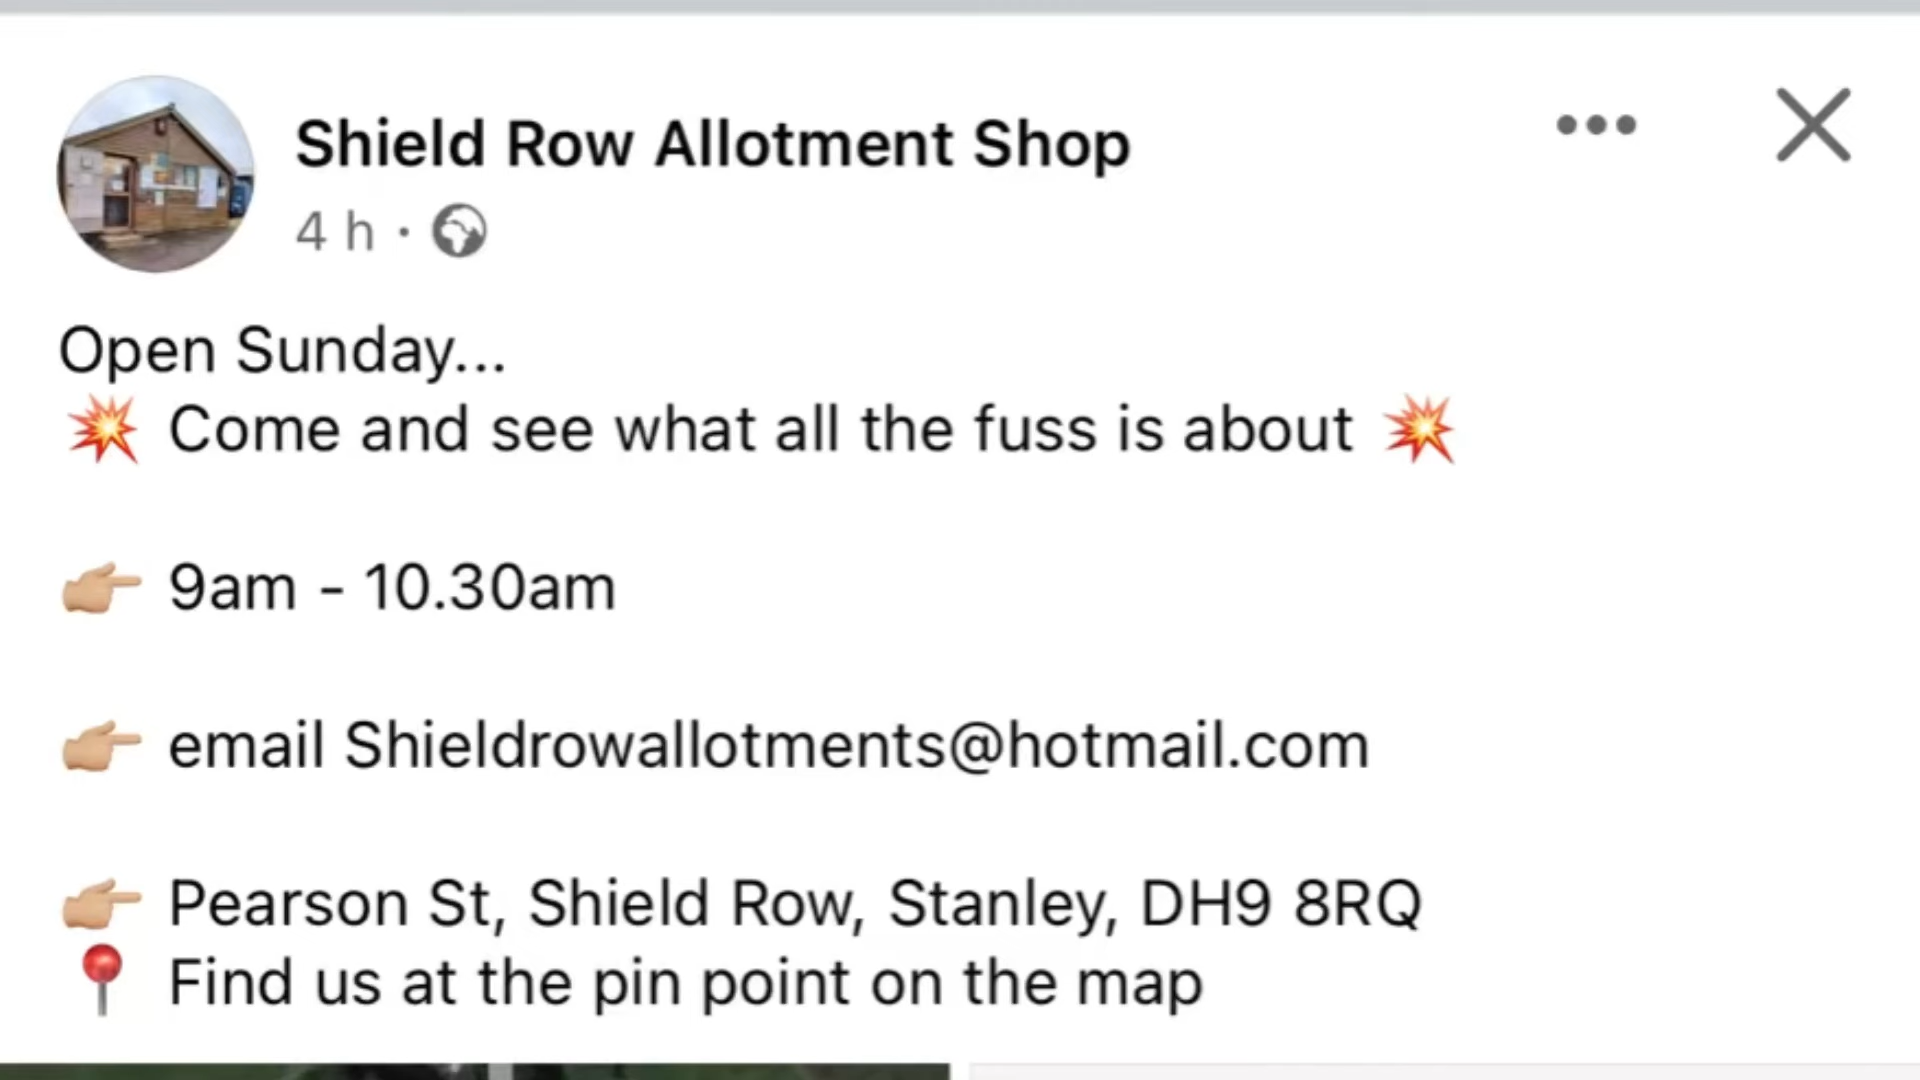 Shield Row Allotment Shop
4 h ·
Open Sunday...
💥 Come and see what all the fuss is about 💥
👉🏼 9am - 10.30am
👉🏼 email Shieldrowallotments@hotmail.com
👉🏼 Pearson St, Shield Row, Stanley, DH9 8RQ
📍 Find us at the pin point on the map